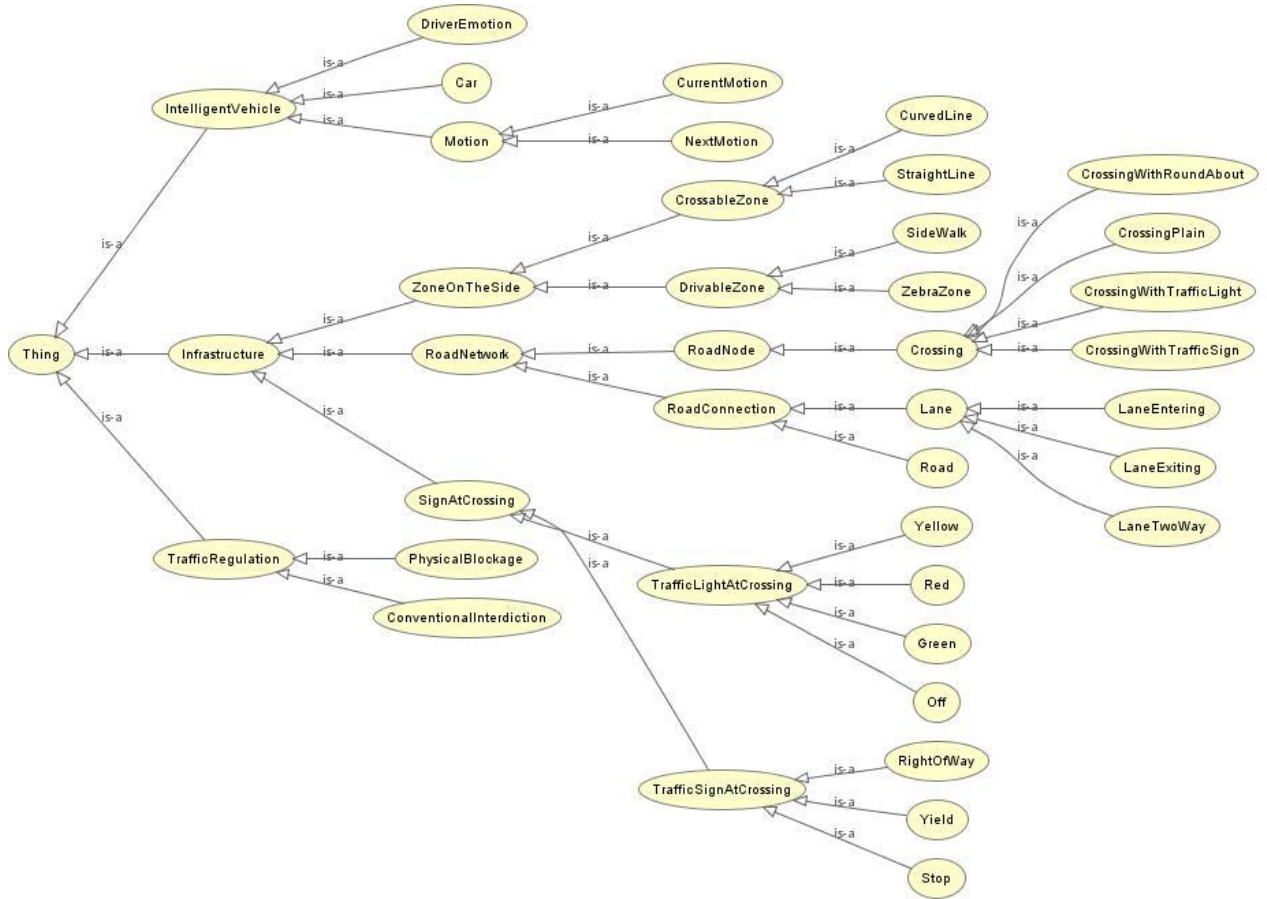 DriverEmotion
is-a
Car
is-a
CurrentMotion
IntelligentVehicle
is-a
is-a
Motion
is-a
NextMotion
CurvedLine
is-a
StraightLine
is-a
CrossableZone
CrossingWithRoundAbout
is-a
is-a
is-a
SideWalk
is-a
CrossingPlain
ZoneOnTheSide
is-a
DrivableZone
is-a
ZebraZone
is-a
CrossingWithTrafficLight
is-a
is-a
Thing
is-a
Infrastructure
is-a
RoadNetwork
is-a
RoadNode
is-a
Crossing
is-a
CrossingWithTrafficSign
is-a
RoadConnection
is-a
Lane
is-a
LaneEntering
is-a
is-a
is-a
is-a
is-a
Road
LaneExiting
SignAtCrossing
LaneTwoWay
is-a
Yellow
is-a
TrafficRegulation
is-a
PhysicalBlockage
is-a
is-a
TrafficLightAtCrossing
is-a
Red
ConventionalInterdiction
is-a
Green
is-a
Off
RightOfWay
is-a
TrafficSignAtCrossing
is-a
Yield
is-a
Stop